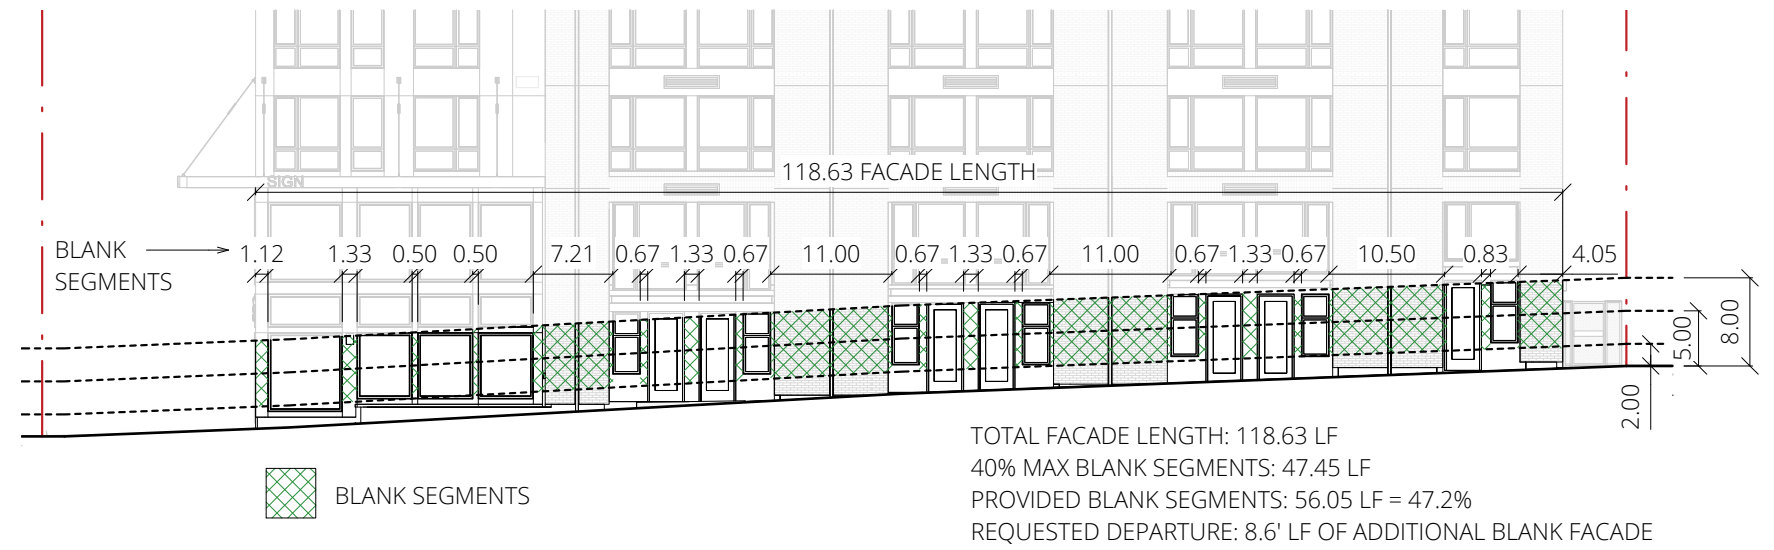 118.63 FACADE LENGTH
SIGN
BLANK
SEGMENTS
1.12 1.33 0.50 0.50 7.21 0.67 1.33 0.67 11.00 0.67 1.33 0.67 11.00 0.67 1.33 0.67 10.50 0.83 4.05
5.00
8.00
2.00
TOTAL FACADE LENGTH: 118.63 LF
40% MAX BLANK SEGMENTS: 47.45 LF
PROVIDED BLANK SEGMENTS: 56.05 LF = 47.2%
REQUESTED DEPARTURE: 8.6' LF OF ADDITIONAL BLANK FACADE
BLANK SEGMENTS